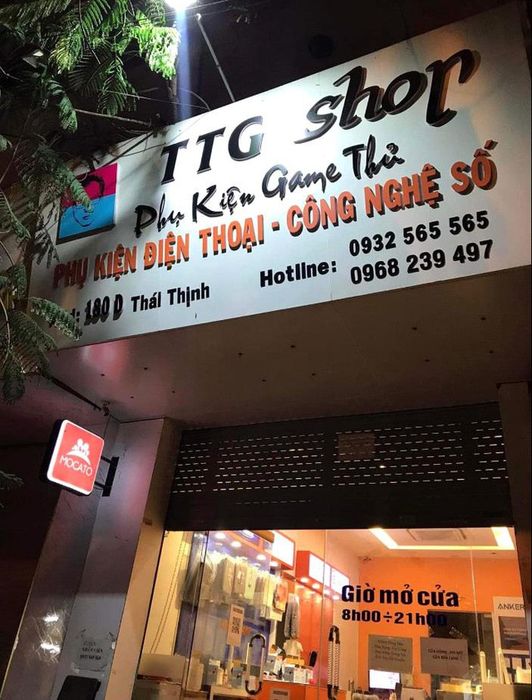 TTG Shop
Phụ Kiện Game Thủ
PHỤ KIỆN ĐIỆN THOẠI - CÔNG NGHỆ SỐ
180 D Thái Thịnh
Hotline: 0932 565 565
0968 239 497
MOCATO
Giờ mở cửa
8h00÷21h00
ANKER